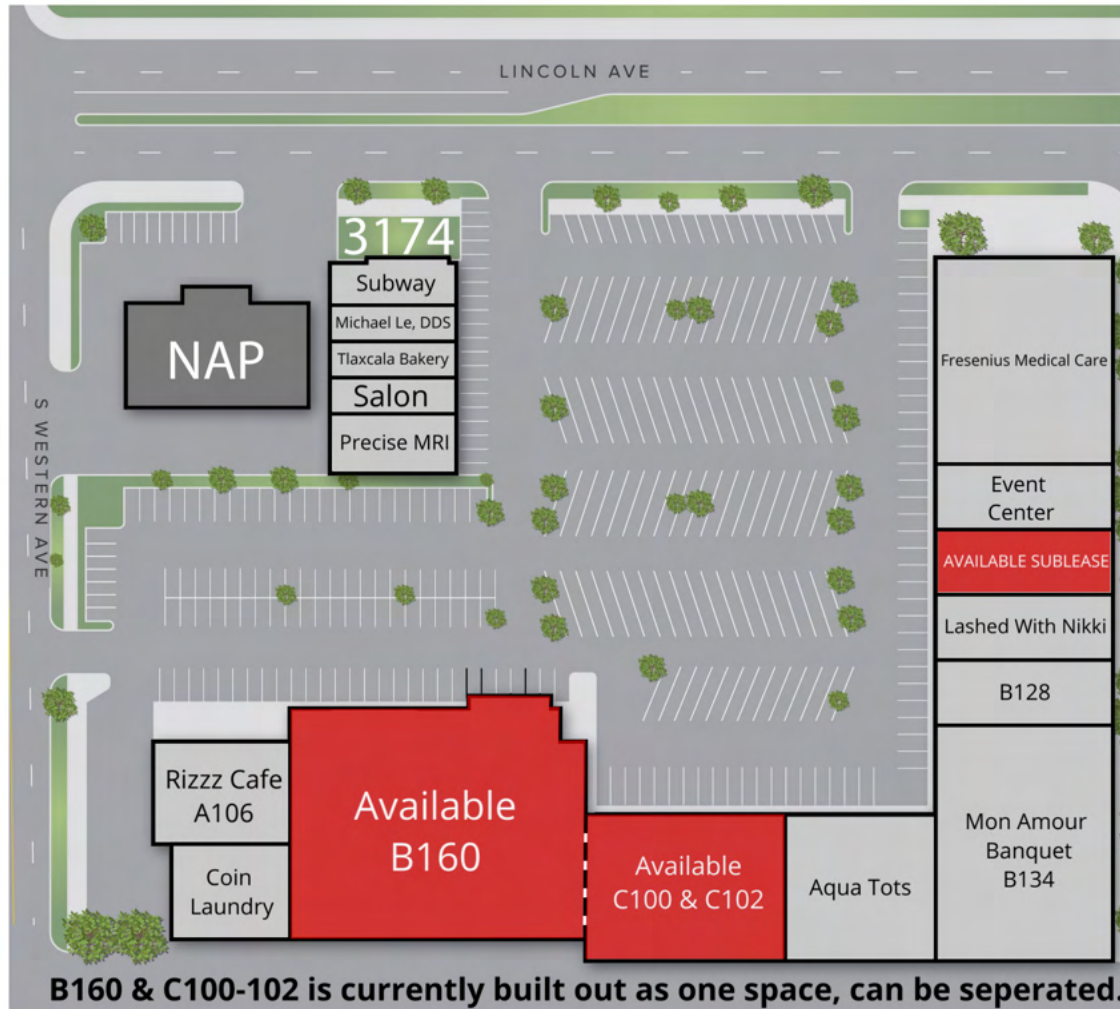 LINCOLN AVE
3174
Subway
Michael Le, DDS
Tlaxcala Bakery
Salon
Precise MRI
NAP
S WESTERN AVE
Fresenius Medical Care
Event
Center
AVAILABLE SUBLEASE
Lashed With Nikki
B128
Mon Amour
Banquet
B134
Rizzz Cafe
A106
Coin
Laundry
Available
B160
Available
C100 & C102
Aqua Tots
B160 & C100-102 is currently built out as one space, can be seperated.